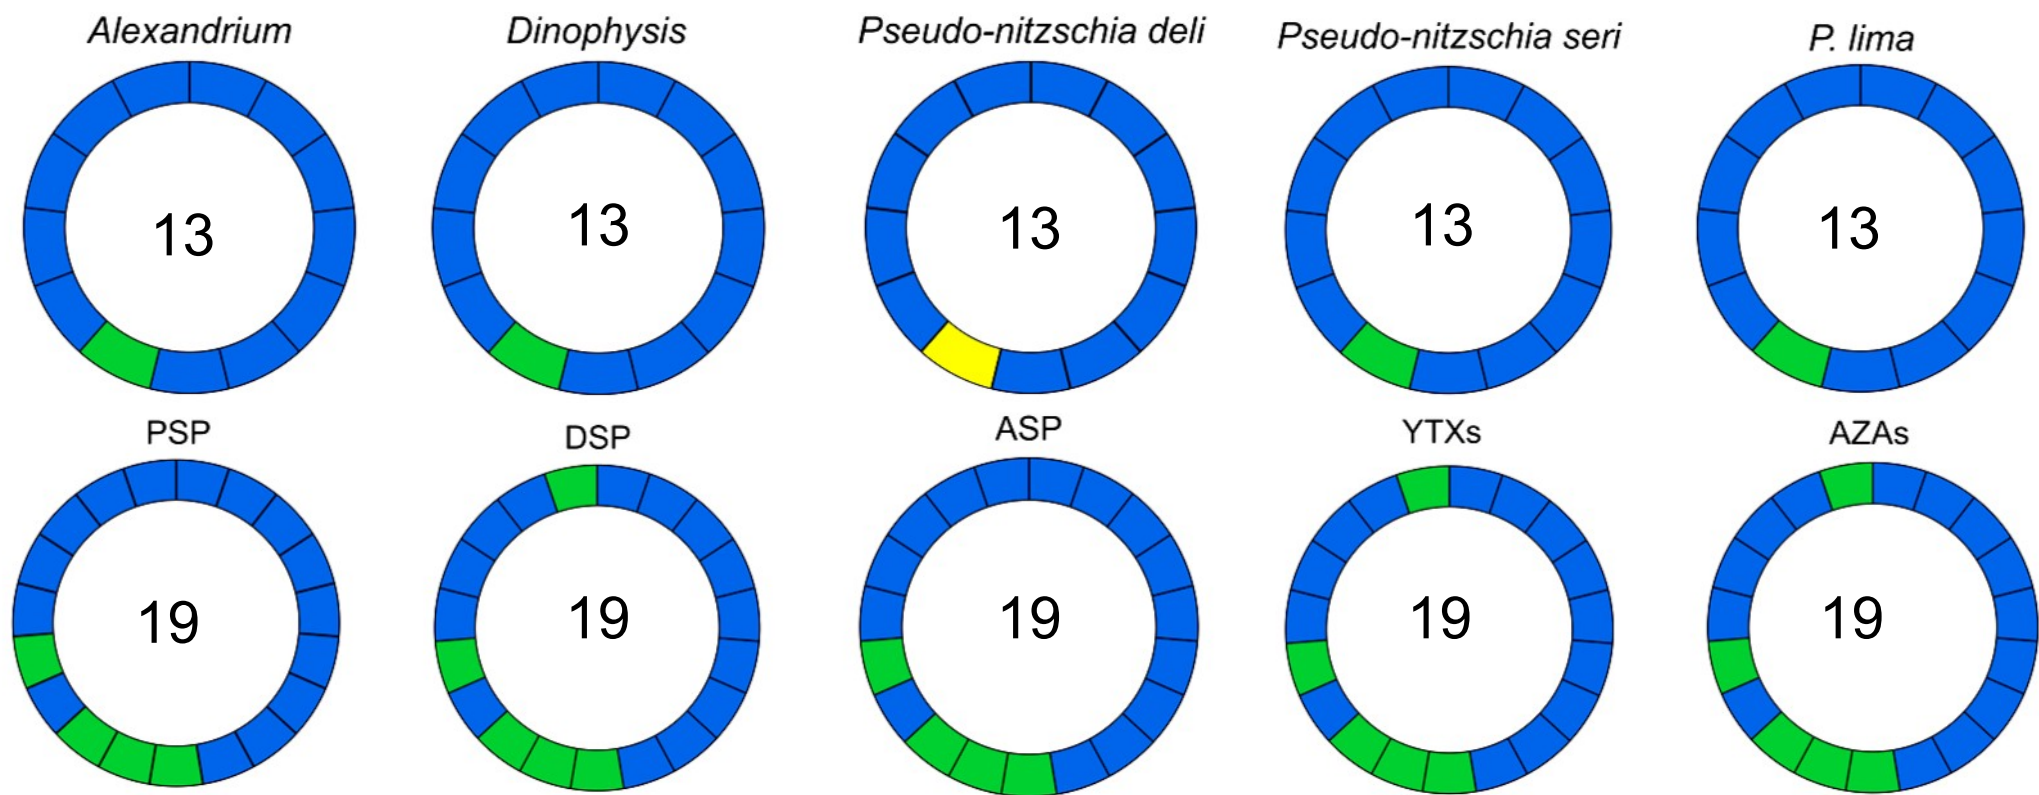 Alexandrium
Dinophysis
Pseudo-nitzschia deli
Pseudo-nitzschia seri
P. lima
13
13
13
13
13
PSP
DSP
ASP
YTXs
AZAs
19
19
19
19
19